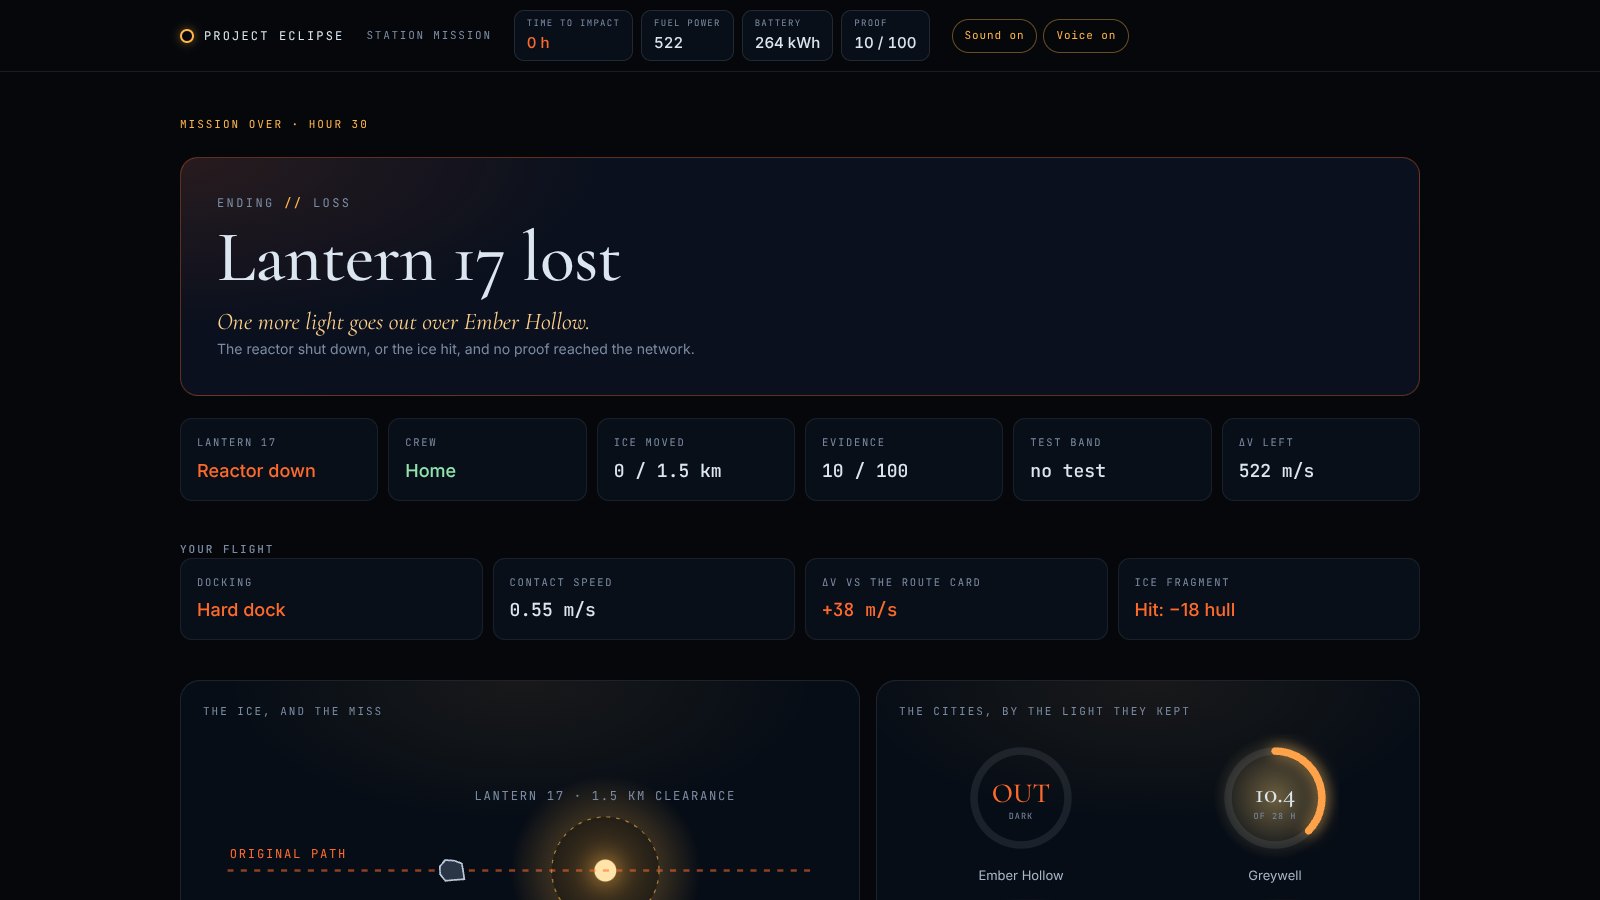 PROJECT ECLIPSE
STATION MISSION
TIME TO IMPACT
0 h
FUEL POWER
522
BATTERY
264 kWh
PROOF
10 / 100
Sound on
Voice on
MISSION OVER · HOUR 30
ENDING // LOSS
Lantern 17 lost
One more light goes out over Ember Hollow.
The reactor shut down, or the ice hit, and no proof reached the network.
LANTERN 17
Reactor down
CREW
Home
ICE MOVED
0 / 1.5 km
EVIDENCE
10 / 100
TEST BAND
no test
ΔV LEFT
522 m/s
YOUR FLIGHT
DOCKING
Hard dock
CONTACT SPEED
0.55 m/s
ΔV VS THE ROUTE CARD
+38 m/s
ICE FRAGMENT
Hit: −18 hull
THE ICE, AND THE MISS
LANTERN 17 · 1.5 KM CLEARANCE
ORIGINAL PATH
THE CITIES, BY THE LIGHT THEY KEPT
OUT
DARK
Ember Hollow
10.4
OF 28 H
Greywell